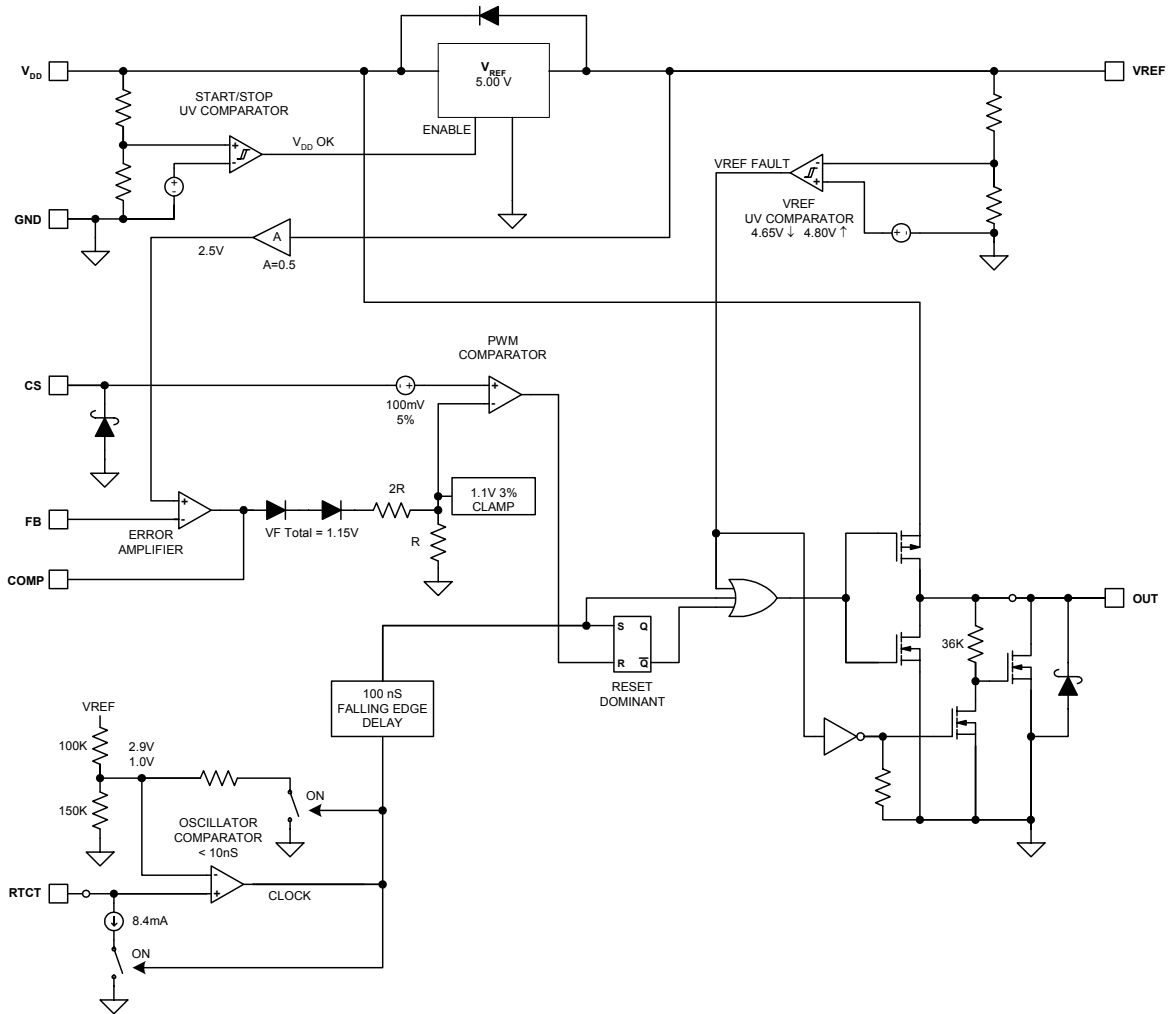 V_DD
START/STOP
UV COMPARATOR
V_REF
5.00 V
VREF
ENABLE
V_DD OK
+
-
+
-
GND
VREF FAULT
-
+
VREF
UV COMPARATOR
4.65V ↓ 4.80V ↑
+ -
2.5V
A
A=0.5
PWM
COMPARATOR
CS
- +
100mV
5%
+
-
1.1V 3%
CLAMP
2R
R
FB
+
-
ERROR
AMPLIFIER
VF Total = 1.15V
COMP
S Q
R Q̅
RESET
DOMINANT
OUT
36K
100 nS
FALLING EDGE
DELAY
VREF
100K
2.9V
1.0V
150K
ON
OSCILLATOR
COMPARATOR
< 10nS
-
+
RTCT
CLOCK
8.4mA
ON